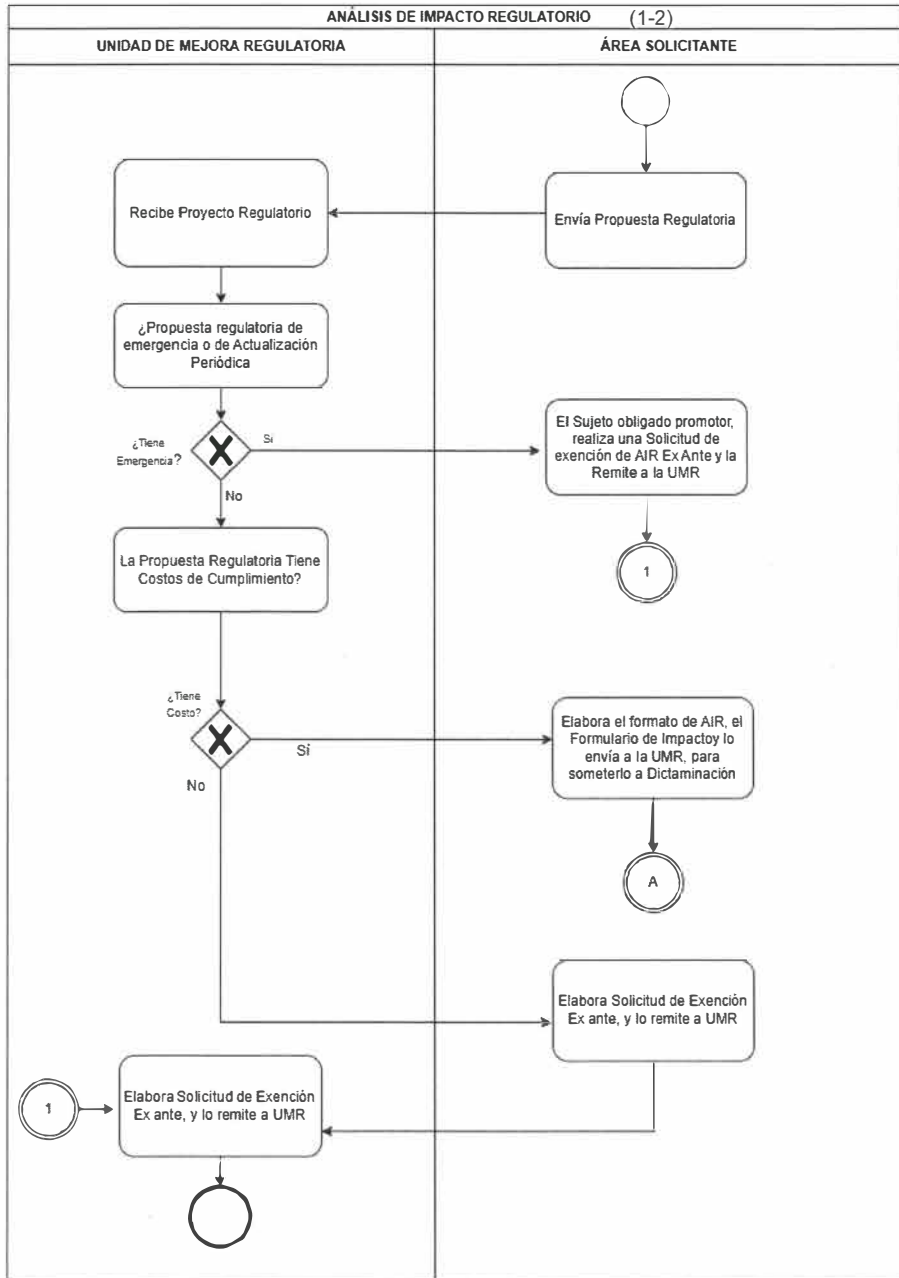 ANÁLISIS DE IMPACTO REGULATORIO (1-2)
UNIDAD DE MEJORA REGULATORIA
ÁREA SOLICITANTE
Envía Propuesta Regulatoria
Recibe Proyecto Regulatorio
¿Propuesta regulatoria de
emergencia o de Actualización
Periódica
¿Tiene
Emergencia?
Sí
No
El Sujeto obligado promotor,
realiza una Solicitud de
exención de AIR Ex Ante y la
Remite a la UMR
1
La Propuesta Regulatoria Tiene
Costos de Cumplimiento?
¿Tiene
Costo?
Sí
No
Elabora el formato de AIR, el
Formulario de Impactoy lo
envía a la UMR, para
someterlo a Dictaminación
A
Elabora Solicitud de Exención
Ex ante, y lo remite a UMR
1
Elabora Solicitud de Exención
Ex ante, y lo remite a UMR